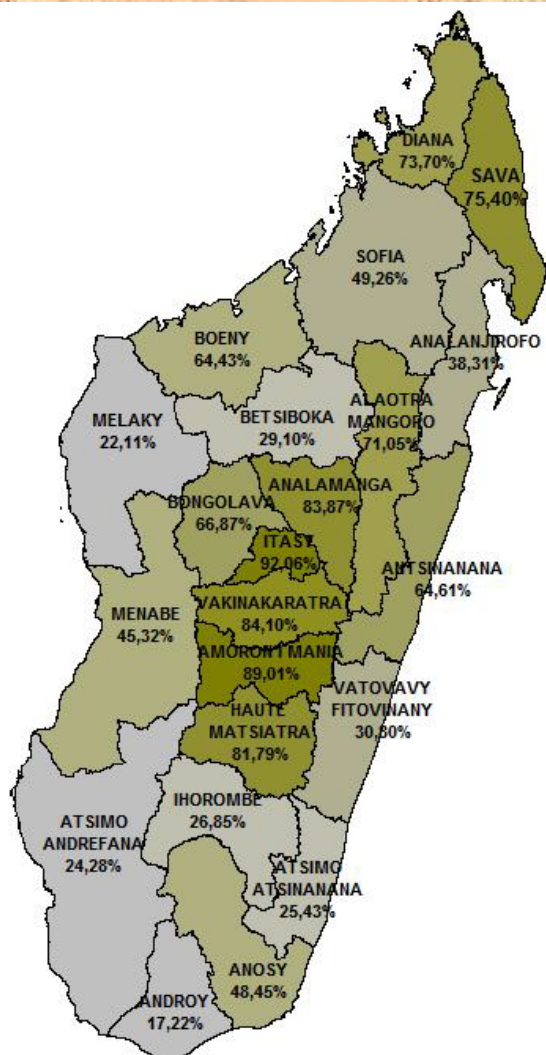 DIANA
73,70%
SAVA
75,40%
SOFIA
49,26%
ANALANJIROFO
38,31%
BOENY
64,43%
MELAKY
22,11%
BETSIBOKA
29,10%
ALAOTRA
MANGORO
71,05%
BONGOLAVA
66,87%
ANALAMANGA
83,87%
ITASY
92,06%
ANTSINANANA
64,61%
MENABE
45,32%
VAKINAKARATRA
84,10%
AMORONT MANIA
89,01%
VATOVAVY
FITOVINANY
30,80%
HAUTE
MATSIATRA
81,79%
IHOROMBE
26,85%
ATSIMO
ANDREFANA
24,28%
ATSIMO
ATSINANANA
25,43%
ANOSY
48,45%
ANDROY
17,22%